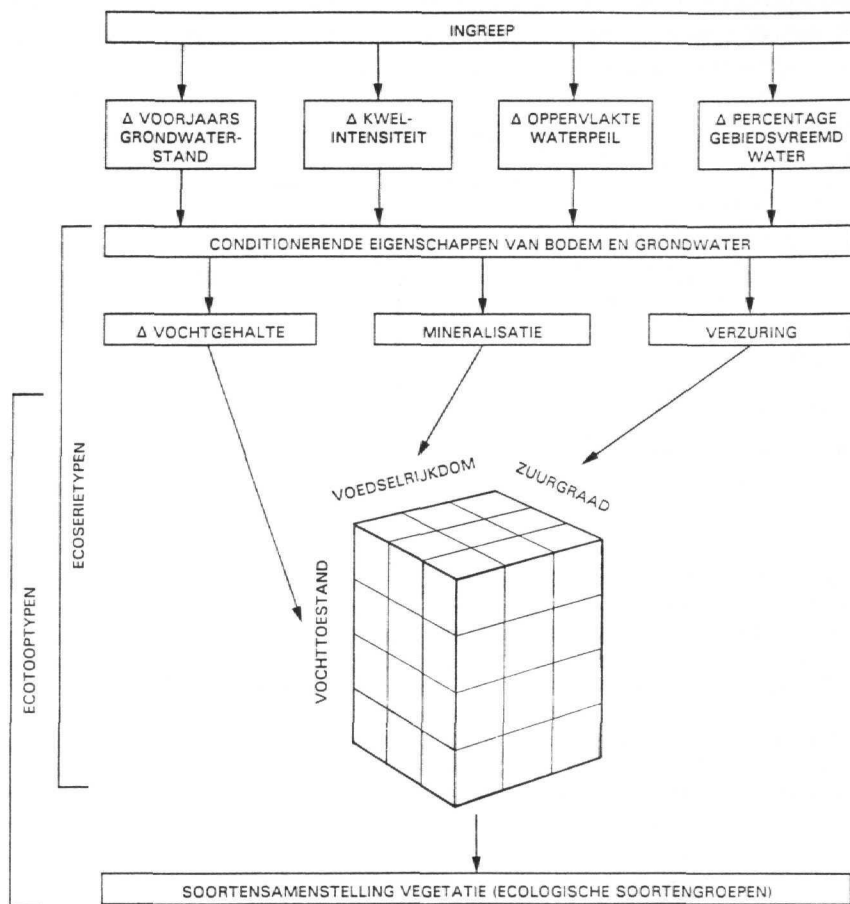 INGREEP
Δ VOORJAARS
GRONDWATER-
STAND
Δ KWEL-
INTENSITEIT
Δ OPPERVLAKTE
WATERPEIL
Δ PERCENTAGE
GEBIEDSVREEMD
WATER
CONDITIONERENDE EIGENSCHAPPEN VAN BODEM EN GRONDWATER
Δ VOCHTGEHALTE
MINERALISATIE
VERZURING
ECOTOOPTYPEN
ECOSERIETYPEN
VOEDSELRIJKDOM
ZUURGRAAD
VOCHTTOESTAND
SOORTENSAMENSTELLING VEGETATIE (ECOLOGISCHE SOORTENGROEPEN)